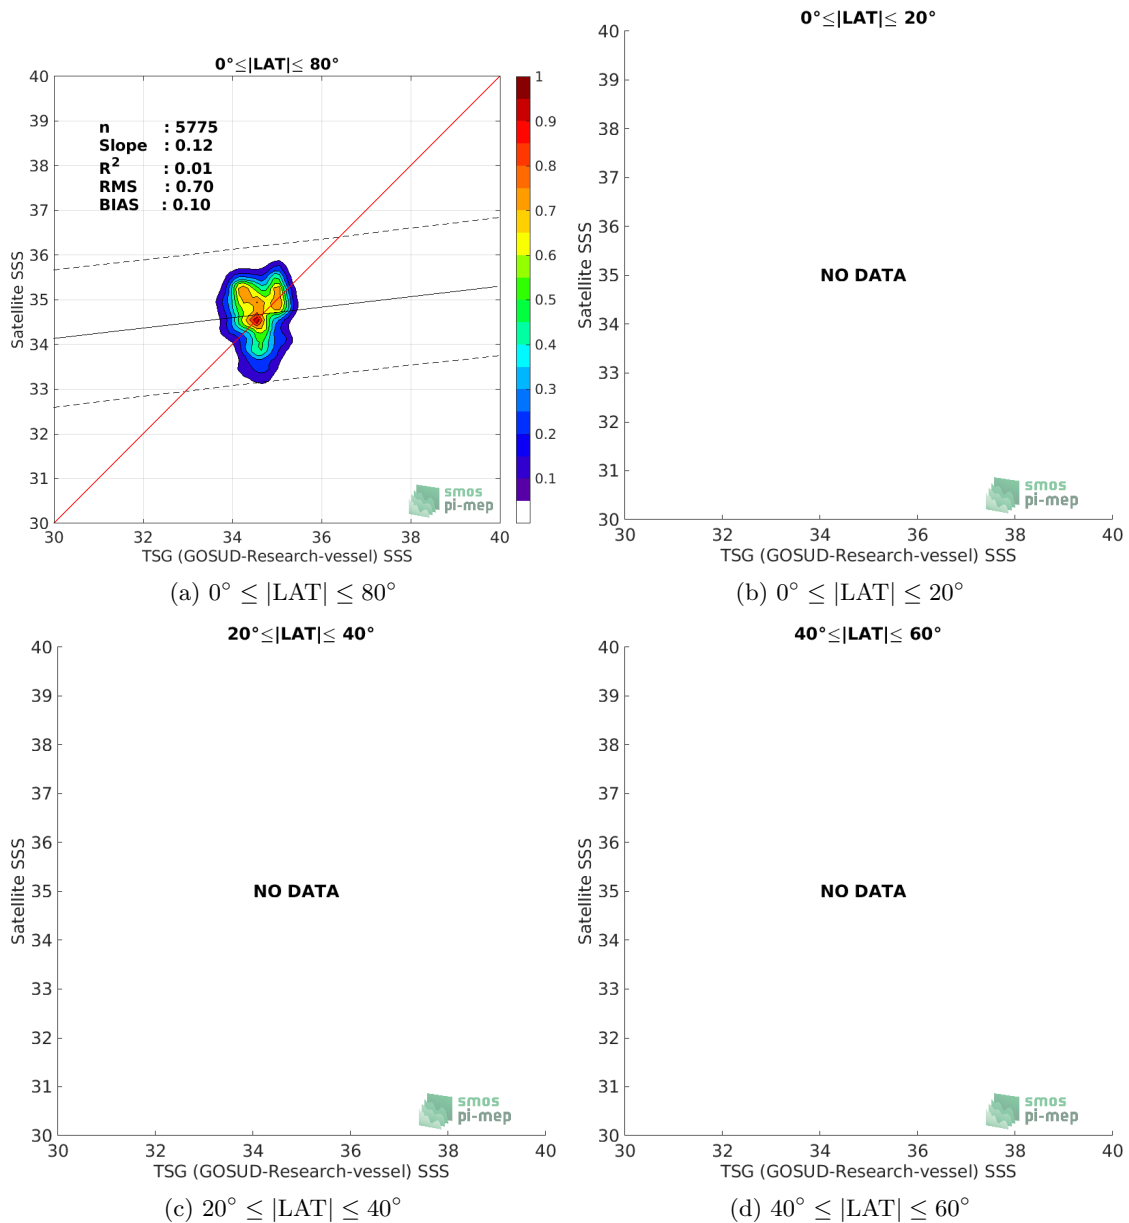 0°≤|LAT|≤ 80°
40
39
38
37
36
35
34
33
32
31
30
n : 5775
Slope : 0.12
R² : 0.01
RMS : 0.70
BIAS : 0.10
Satellite SSS
30 32 34 36 38 40
TSG (GOSUD-Research-vessel) SSS
1
0.9
0.8
0.7
0.6
0.5
0.4
0.3
0.2
0.1
smos
pi-mep
(a) 0° ≤ |LAT| ≤ 80°
0°≤|LAT|≤ 20°
40
39
38
37
36
35
34
33
32
31
30
Satellite SSS
NO DATA
smos
pi-mep
30 32 34 36 38 40
TSG (GOSUD-Research-vessel) SSS
(b) 0° ≤ |LAT| ≤ 20°
20°≤|LAT|≤ 40°
40
39
38
37
36
35
34
33
32
31
30
Satellite SSS
NO DATA
smos
pi-mep
30 32 34 36 38 40
TSG (GOSUD-Research-vessel) SSS
(c) 20° ≤ |LAT| ≤ 40°
40°≤|LAT|≤ 60°
40
39
38
37
36
35
34
33
32
31
30
Satellite SSS
NO DATA
smos
pi-mep
30 32 34 36 38 40
TSG (GOSUD-Research-vessel) SSS
(d) 40° ≤ |LAT| ≤ 60°